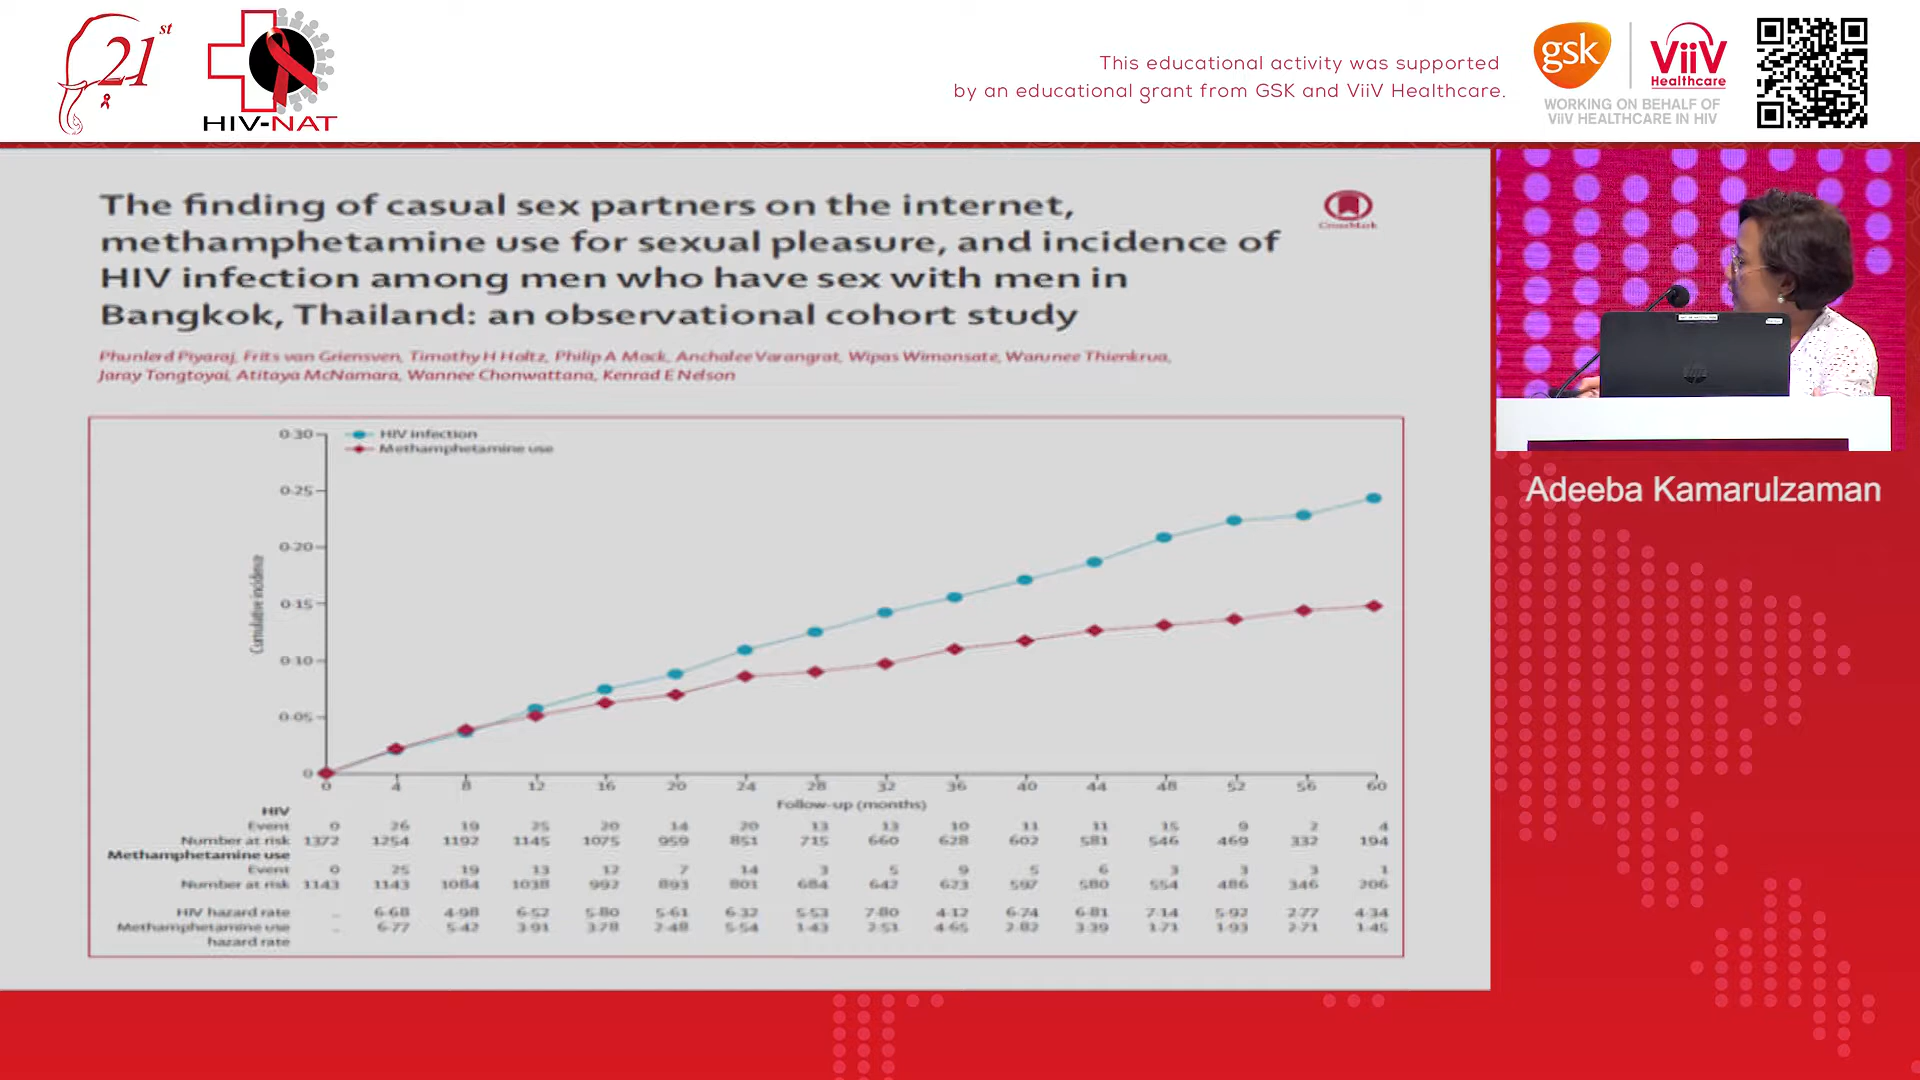 21st
HIV-NAT
This educational activity was supported
by an educational grant from GSK and ViiV Healthcare.
gsk
ViiV
Healthcare
WORKING ON BEHALF OF
ViiV HEALTHCARE IN HIV
The finding of casual sex partners on the internet,
methamphetamine use for sexual pleasure, and incidence of
HIV infection among men who have sex with men in
Bangkok, Thailand: an observational cohort study
CrossMark
Phunlerd Piyaraj, Frits van Griensven, Timothy H Holtz, Philip A Mock, Anchalee Varangrat, Wipas Wimonsate, Warunee Thienkrua,
Jaray Tongtoyai, Atitaya McNamara, Wannee Chonwattana, Kenrad E Nelson
HIV infection
Methamphetamine use
0·30
0·25
0·20
0·15
0·10
0·05
0
Cumulative incidence
0 4 8 12 16 20 24 28 32 36 40 44 48 52 56 60
Follow-up (months)
HIV
Event 0 26 19 25 20 14 20 13 13 10 11 11 15 9 2 4
Number at risk 1372 1254 1192 1145 1075 959 851 715 660 628 602 581 546 469 332 194
Methamphetamine use
Event 0 25 19 13 12 7 14 3 5 9 5 6 3 3 3 1
Number at risk 1143 1143 1084 1038 992 893 801 684 642 623 597 580 554 486 346 206
HIV hazard rate .. 6·68 4·98 6·52 5·80 5·61 6·32 5·53 7·80 4·12 6·74 6·81 7·14 5·92 2·77 4·34
Methamphetamine use .. 6·77 5·42 3·91 3·78 2·48 5·54 1·43 2·51 4·65 2·82 3·39 1·71 1·93 2·71 1·45
hazard rate
Adeeba Kamarulzaman